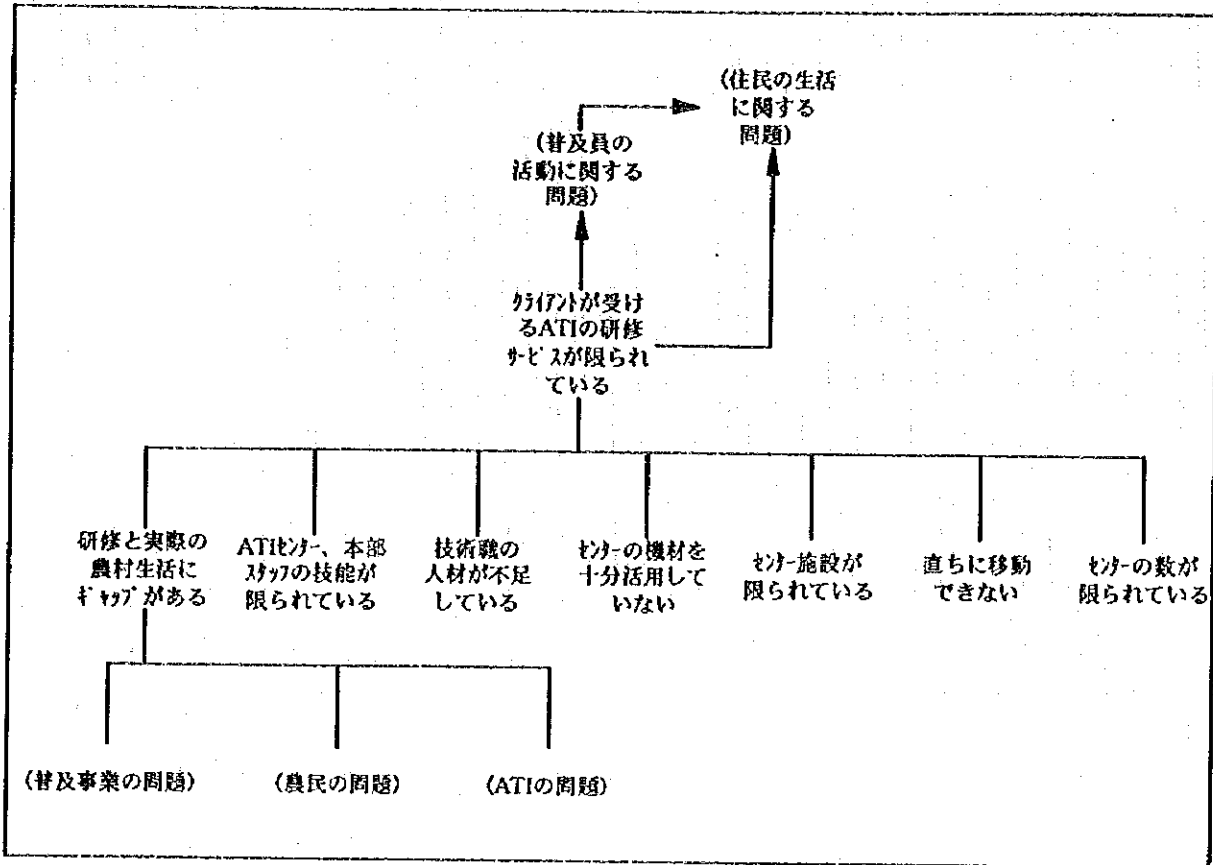 (住民の生活
に関する
問題)
(普及員の
活動に関する
問題)
クライアントが受け
るATIの研修
サービスが限られ
ている
研修と実際の
農村生活に
ギャップがある
ATIセンター、本部
スタッフの技能が
限られている
技術職の
人材が不足
している
センターの機材を
十分活用して
いない
センター施設が
限られている
直ちに移動
できない
センターの数が
限られている
(普及事業の問題)
(農民の問題)
(ATIの問題)